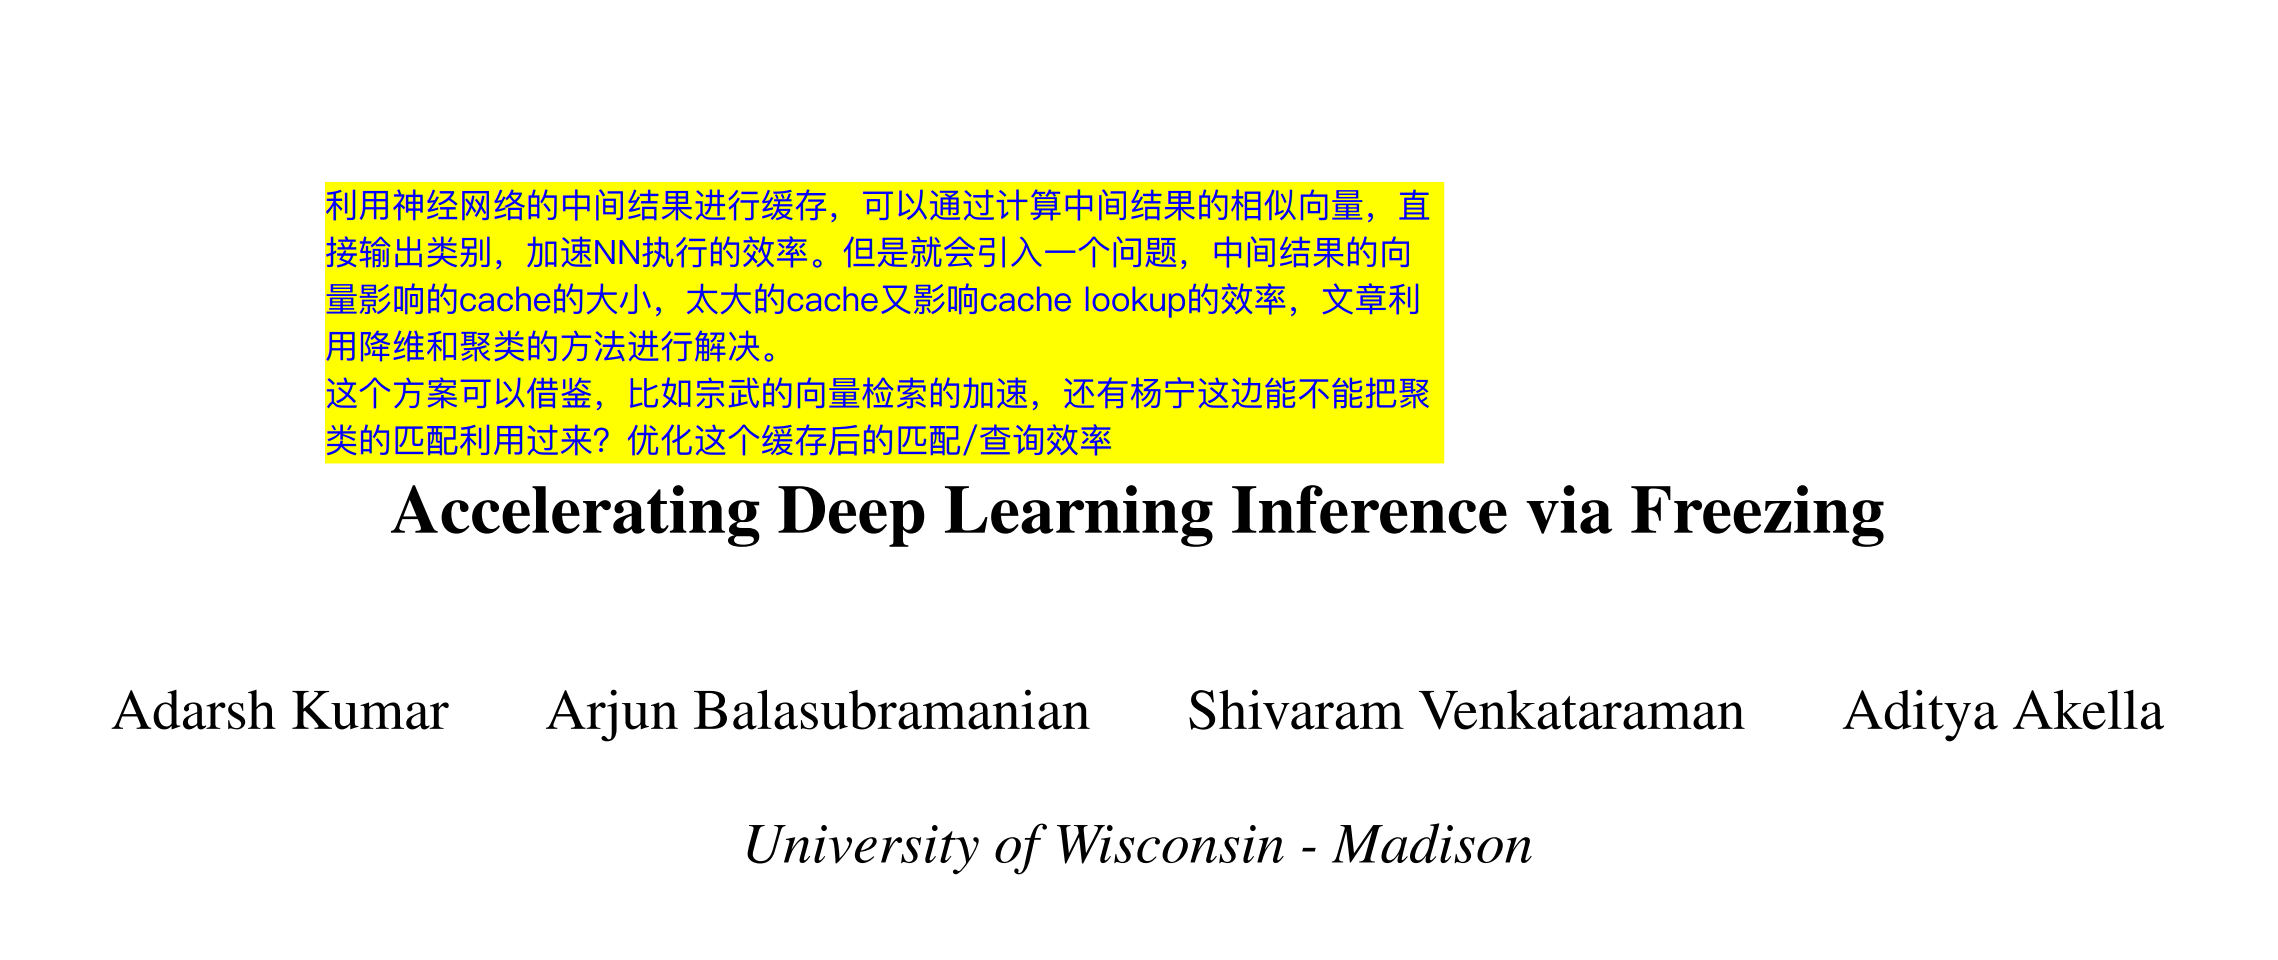 利用神经网络的中间结果进行缓存，可以通过计算中间结果的相似向量，直
接输出类别，加速NN执行的效率。但是就会引入一个问题，中间结果的向
量影响的cache的大小，太大的cache又影响cache lookup的效率，文章利
用降维和聚类的方法进行解决。
这个方案可以借鉴，比如宗武的向量检索的加速，还有杨宁这边能不能把聚
类的匹配利用过来？优化这个缓存后的匹配/查询效率
Accelerating Deep Learning Inference via Freezing
Adarsh Kumar Arjun Balasubramanian Shivaram Venkataraman Aditya Akella
University of Wisconsin - Madison